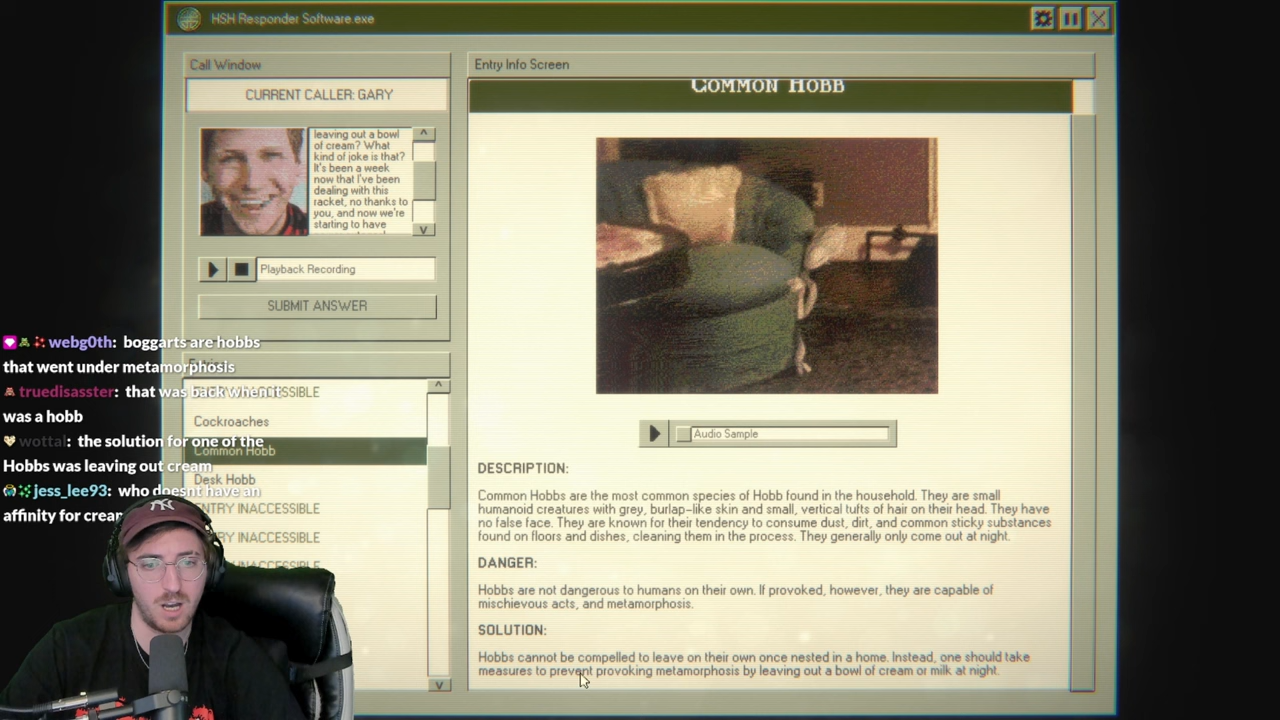 HSH Responder Software.exe
Call Window
CURRENT CALLER: GARY
leaving out a bowl
of cream? What
kind of joke is that?
It's been a week
now that I've been
dealing with this
racket, no thanks to
you, and now we're
starting to have
Playback Recording
SUBMIT ANSWER
ENTRY INACCESSIBLE
Cockroaches
Common Hobb
Desk Hobb
ENTRY INACCESSIBLE
ENTRY INACCESSIBLE
webg0th: boggarts are hobbs
that went under metamorphosis
truedisasster: that was back when it
was a hobb
wottal: the solution for one of the
Hobbs was leaving out cream
jess_lee93: who doesnt have an
affinity for cream
Entry Info Screen
COMMON HOBB
Audio Sample
DESCRIPTION:
Common Hobbs are the most common species of Hobb found in the household. They are small
humanoid creatures with grey, burlap-like skin and small, vertical tufts of hair on their head. They have
no false face. They are known for their tendency to consume dust, dirt, and common sticky substances
found on floors and dishes, cleaning them in the process. They generally only come out at night.
DANGER:
Hobbs are not dangerous to humans on their own. If provoked, however, they are capable of
mischievous acts, and metamorphosis.
SOLUTION:
Hobbs cannot be compelled to leave on their own once nested in a home. Instead, one should take
measures to prevent provoking metamorphosis by leaving out a bowl of cream or milk at night.